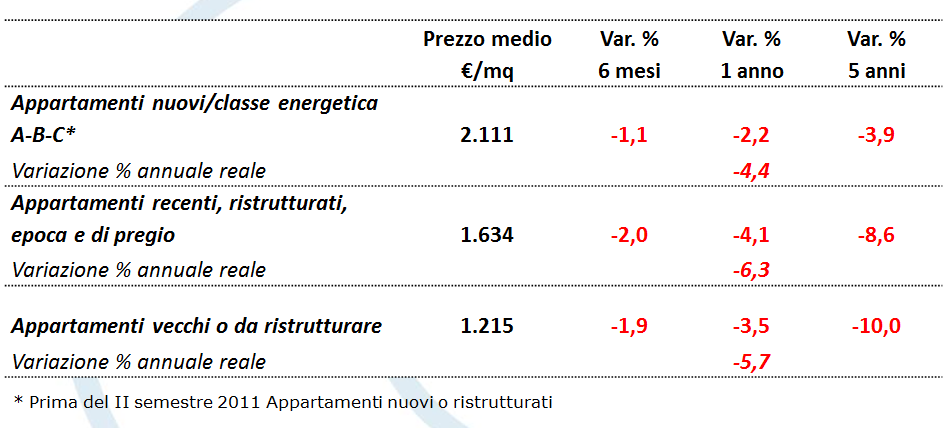 Prezzo medio Var. % Var. % Var. %
€/mq 6 mesi 1 anno 5 anni
Appartamenti nuovi/classe energetica
A-B-C* 2.111 -1,1 -2,2 -3,9
Variazione % annuale reale -4,4
Appartamenti recenti, ristrutturati,
epoca e di pregio 1.634 -2,0 -4,1 -8,6
Variazione % annuale reale -6,3
Appartamenti vecchi o da ristrutturare 1.215 -1,9 -3,5 -10,0
Variazione % annuale reale -5,7
* Prima del II semestre 2011 Appartamenti nuovi o ristrutturati